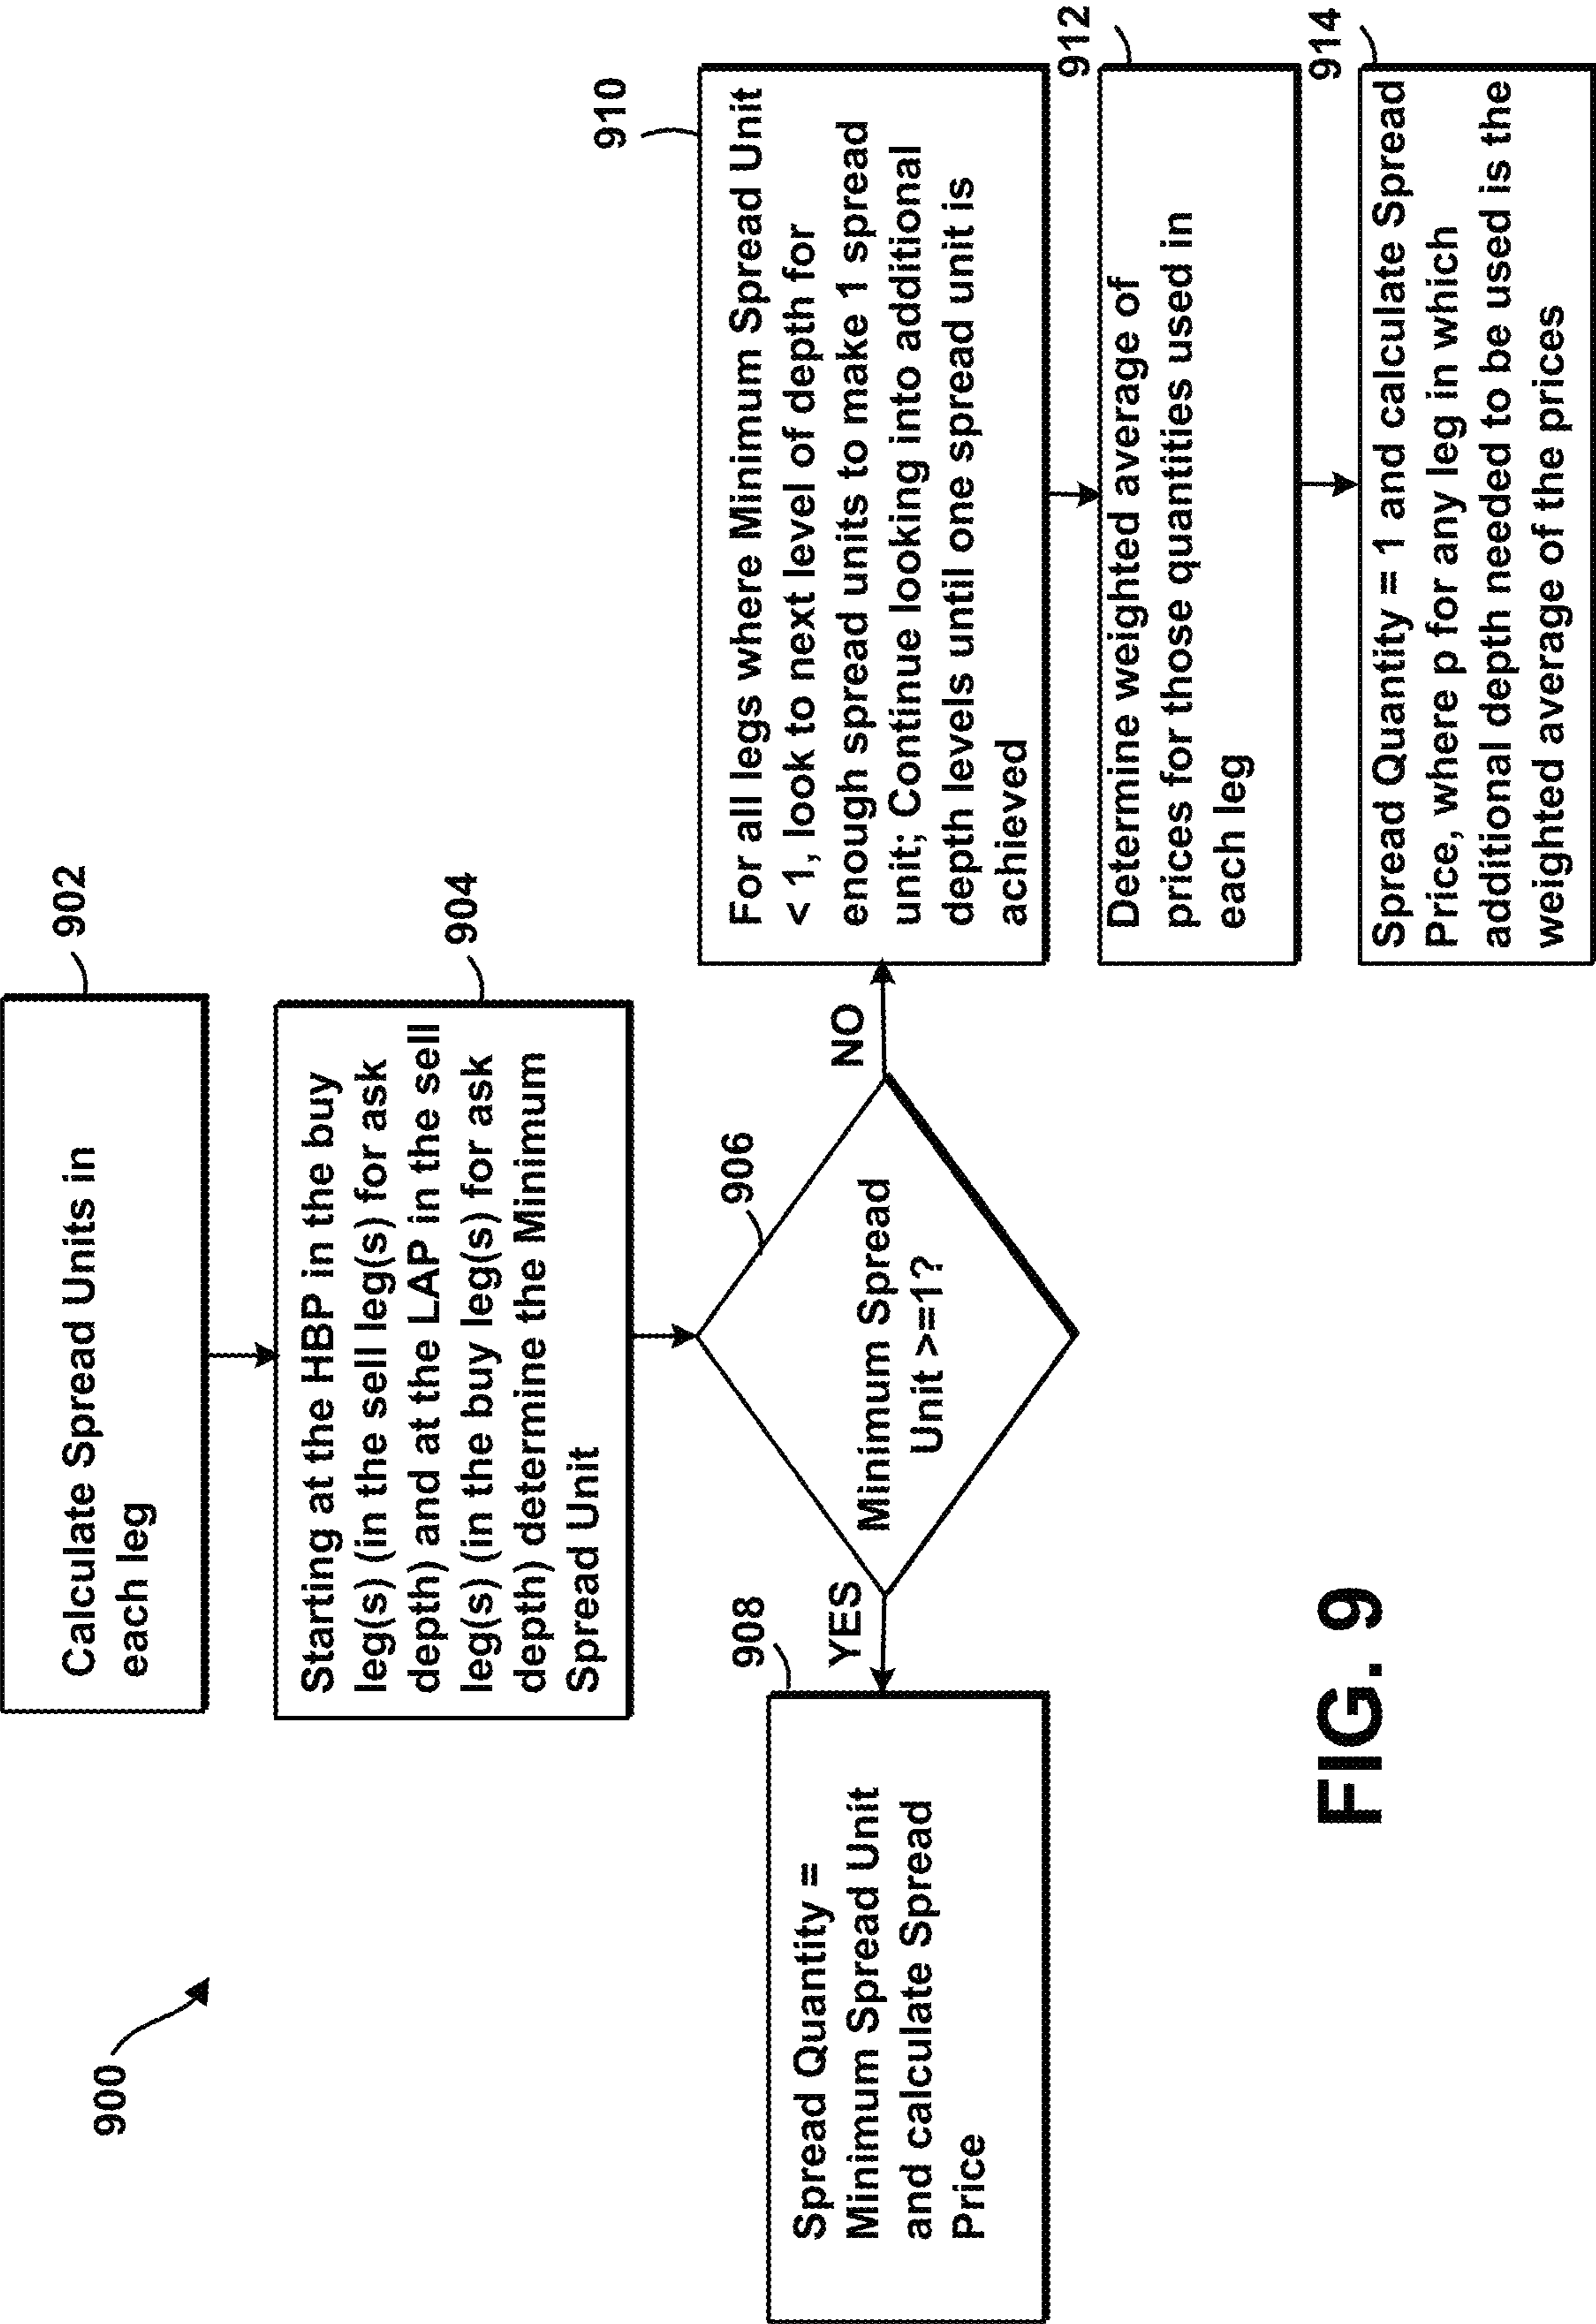 900
902
Calculate Spread Units in
each leg
904
Starting at the HBP in the buy
leg(s) (in the sell leg(s) for ask
depth) and at the LAP in the sell
leg(s) (in the buy leg(s) for ask
depth) determine the Minimum
Spread Unit
906
Minimum Spread
Unit >=1?
YES
NO
908
Spread Quantity =
Minimum Spread Unit
and calculate Spread
Price
910
For all legs where Minimum Spread Unit
< 1, look to next level of depth for
enough spread units to make 1 spread
unit; Continue looking into additional
depth levels until one spread unit is
achieved
912
Determine weighted average of
prices for those quantities used in
each leg
914
Spread Quantity = 1 and calculate Spread
Price, where p for any leg in which
additional depth needed to be used is the
weighted average of the prices
FIG. 9